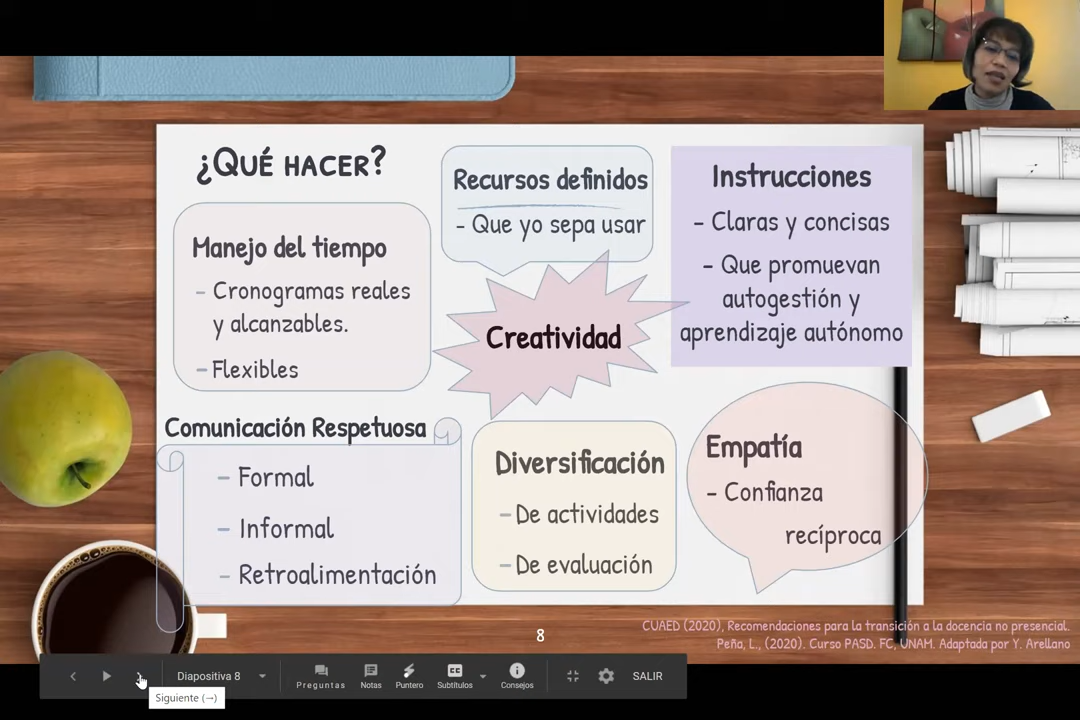 ¿Qué hacer?
Manejo del tiempo
- Cronogramas reales
y alcanzables.
- Flexibles
Recursos definidos
- Que yo sepa usar
Instrucciones
- Claras y concisas
- Que promuevan
autogestión y
aprendizaje autónomo
Creatividad
Comunicación Respetuosa
- Formal
- Informal
- Retroalimentación
Diversificación
- De actividades
- De evaluación
Empatía
- Confianza
recíproca
8
CUAED (2020), Recomendaciones para la transición a la docencia no presencial.
Peña, L., (2020). Curso PASD. FC, UNAM. Adaptada por Y. Arellano
Diapositiva 8
Preguntas
Notas
Puntero
Subtítulos
Consejos
SALIR
Siguiente (→)